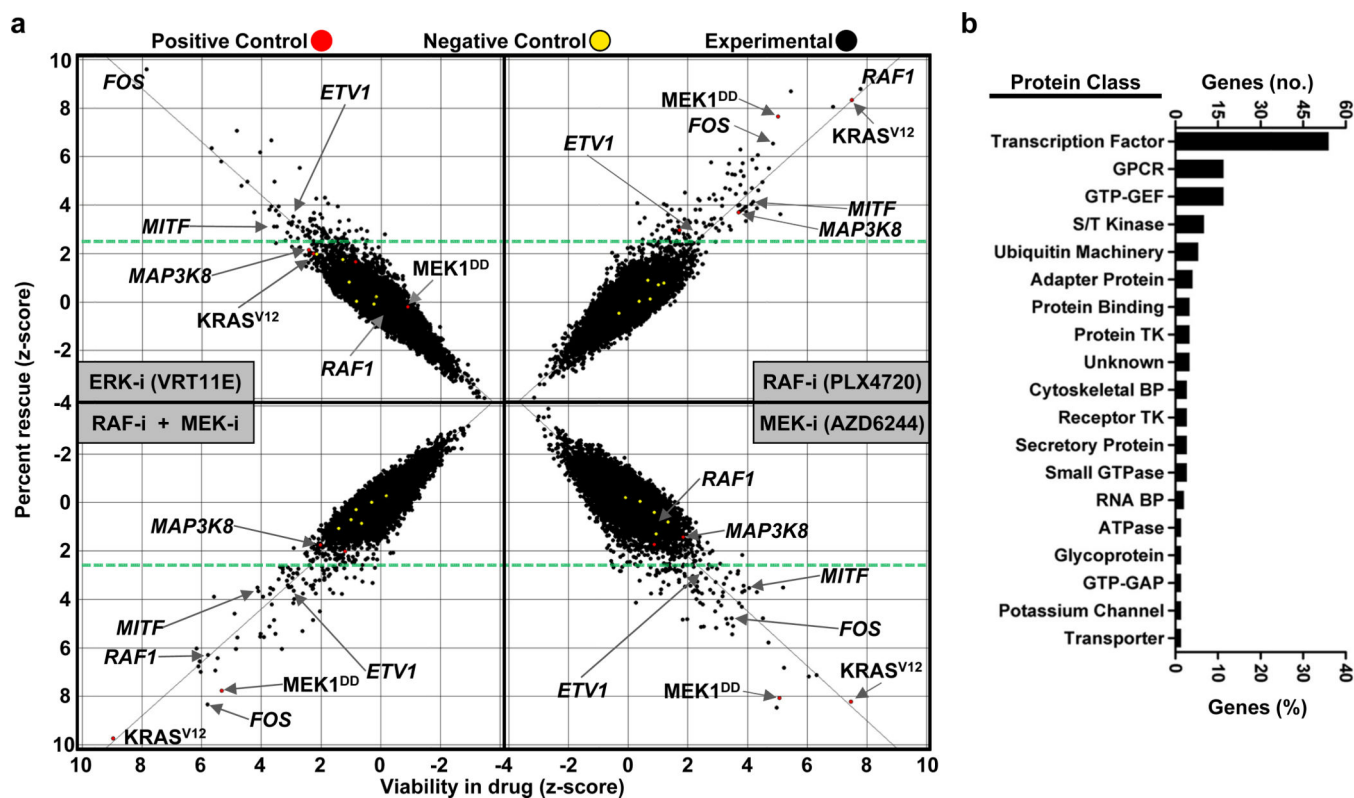 a
Positive Control
Negative Control
Experimental
10
8
6
4
2
0
-2
-4
-2
0
2
4
6
8
10
Percent rescue (z-score)
FOS
ETV1
MITF
MAP3K8
KRASV12
MEK1DD
RAF1
ERK-i (VRT11E)
RAF1
MEK1DD
FOS
KRASV12
ETV1
MITF
MAP3K8
RAF-i (PLX4720)
RAF-i + MEK-i
MAP3K8
MITF
RAF1
ETV1
MEK1DD
FOS
KRASV12
MEK-i (AZD6244)
RAF1
MAP3K8
MITF
FOS
ETV1
MEK1DD
KRASV12
10 8 6 4 2 -0 -2 -4 -2 0 2 4 6 8 10
Viability in drug (z-score)
b
Protein Class
Genes (no.)
0 15 30 45 60
Transcription Factor
GPCR
GTP-GEF
S/T Kinase
Ubiquitin Machinery
Adapter Protein
Protein Binding
Protein TK
Unknown
Cytoskeletal BP
Receptor TK
Secretory Protein
Small GTPase
RNA BP
ATPase
Glycoprotein
GTP-GAP
Potassium Channel
Transporter
0 10 20 30 40
Genes (%)